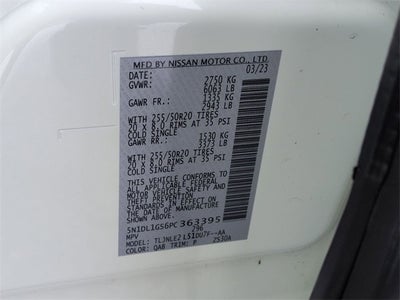 MFD BY NISSAN MOTOR CO., LTD.
DATE: 03/23
GVWR: 2750 KG
6063 LB
GAWR FR.: 1335 KG
2943 LB
WITH 255/50R20 TIRES
20 X 8.0 RIMS AT 35 PSI
COLD SINGLE
GAWR RR.: 1530 KG
3373 LB
WITH 255/50R20 TIRES
20 X 8.0 RIMS AT 35 PSI
COLD SINGLE
THIS VEHICLE CONFORMS TO ALL
APPLICABLE FEDERAL MOTOR
VEHICLE SAFETY STANDARDS IN
EFFECT ON THE DATE OF
MANUFACTURE SHOWN ABOVE.
5N1DL1GS6PC363395
MPV 296
MODEL: TLJNLE2
COLOR: QAB TRIM: P